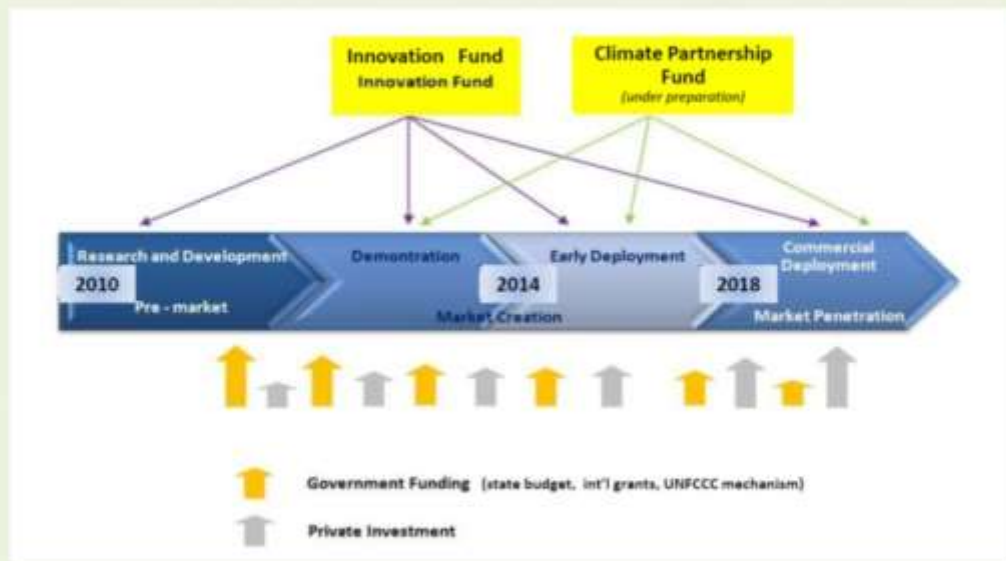 Innovation Fund
Innovation Fund
Climate Partnership
Fund
(under preparation)
Research and Development
Demontration
Early Deployment
Commercial
Deployment
2010
2014
2018
Pre - market
Market Creation
Market Penetration
Government Funding (state budget, int'l grants, UNFCCC mechanism)
Private Investment